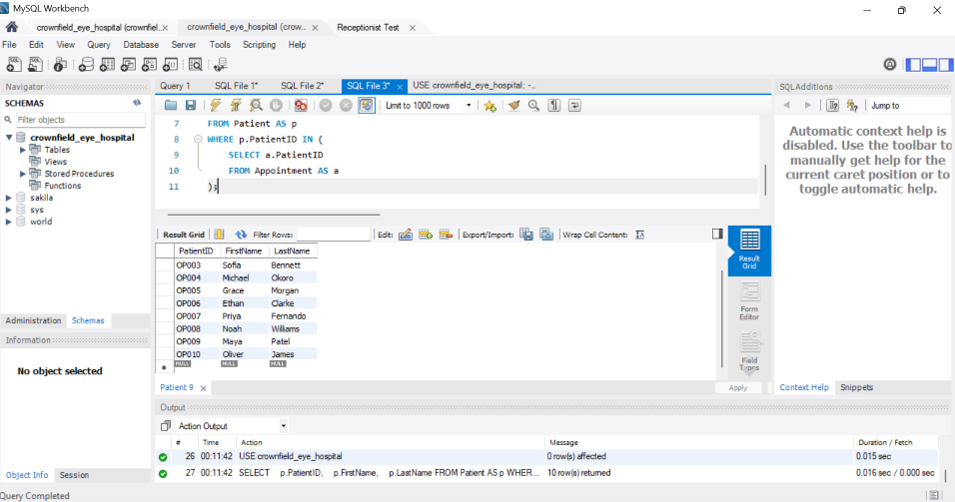 MySQL Workbench
crownfield_eye_hospital (crownfiel... × crownfield_eye_hospital (crow... × Receptionist Test ×
File Edit View Query Database Server Tools Scripting Help
Navigator
SCHEMAS
Filter objects
crownfield_eye_hospital
Tables
Views
Stored Procedures
Functions
sakila
sys
world
Administration Schemas
Information
No object selected
Object Info Session
Query 1 SQL File 1* SQL File 2* SQL File 3* × USE crownfield_eye_hospital; -..
Limit to 1000 rows
7 FROM Patient AS p
8 WHERE p.PatientID IN (
9 SELECT a.PatientID
10 FROM Appointment AS a
11 );
Result Grid Filter Rows: Edit: Export/Import: Wrap Cell Content:
PatientID FirstName LastName
OP003 Sofia Bennett
OP004 Michael Okoro
OP005 Grace Morgan
OP006 Ethan Clarke
OP007 Priya Fernando
OP008 Noah Williams
OP009 Maya Patel
OP010 Oliver James
NULL NULL NULL
Result Grid
Form Editor
Field Types
Patient 9 × Apply
SQLAdditions
Jump to
Automatic context help is
disabled. Use the toolbar to
manually get help for the
current caret position or to
toggle automatic help.
Context Help Snippets
Output
Action Output
# Time Action Message Duration / Fetch
26 00:11:42 USE crownfield_eye_hospital 0 row(s) affected 0.015 sec
27 00:11:42 SELECT p.PatientID, p.FirstName, p.LastName FROM Patient AS p WHER... 10 row(s) returned 0.016 sec / 0.000 sec
Query Completed